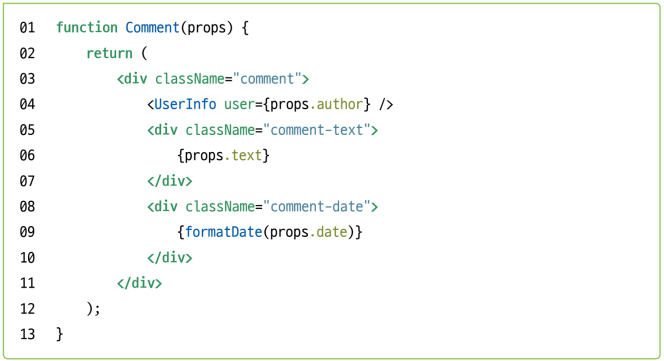 01 function Comment(props) {
02     return (
03         <div className="comment">
04             <UserInfo user={props.author} />
05             <div className="comment-text">
06                 {props.text}
07             </div>
08             <div className="comment-date">
09                 {formatDate(props.date)}
10             </div>
11         </div>
12     );
13 }